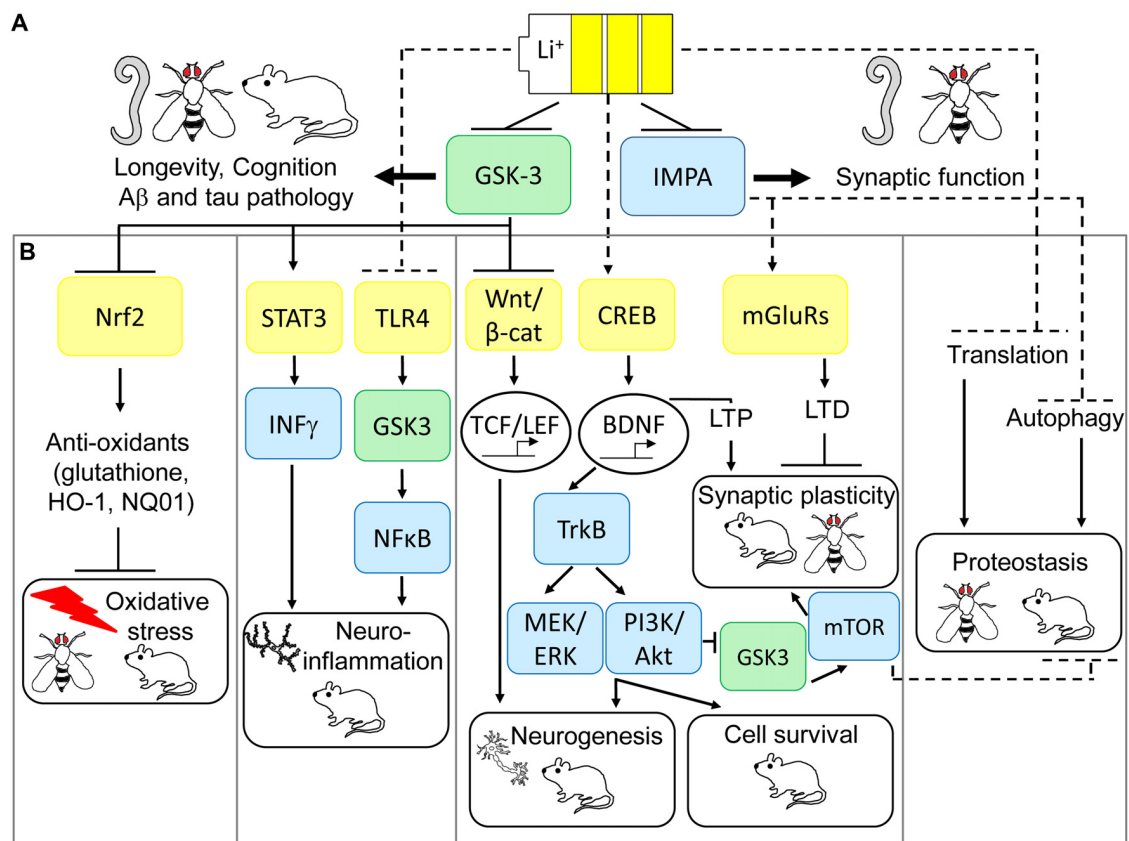 A
Li⁺
GSK-3
IMPA
Longevity, Cognition
Aβ and tau pathology
Synaptic function
B
Nrf2
Anti-oxidants
(glutathione,
HO-1, NQ01)
Oxidative
stress
STAT3
TLR4
INFγ
GSK3
NFκB
Neuro-
inflammation
Wnt/
β-cat
CREB
mGluRs
TCF/LEF
BDNF
LTP
LTD
Synaptic plasticity
TrkB
MEK/
ERK
PI3K/
Akt
GSK3
mTOR
Neurogenesis
Cell survival
Translation
Autophagy
Proteostasis